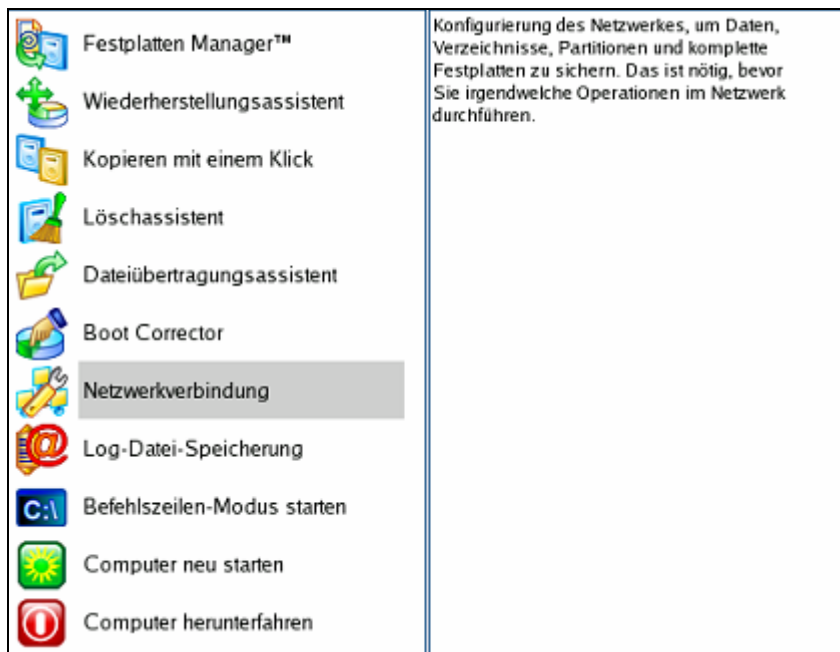 Festplatten Manager™
Wiederherstellungsassistent
Kopieren mit einem Klick
Löschassistent
Dateiübertragungsassistent
Boot Corrector
Netzwerkverbindung
Log-Datei-Speicherung
C:\
Befehlszeilen-Modus starten
Computer neu starten
Computer herunterfahren
Konfigurierung des Netzwerkes, um Daten,
Verzeichnisse, Partitionen und komplette
Festplatten zu sichern. Das ist nötig, bevor
Sie irgendwelche Operationen im Netzwerk
durchführen.